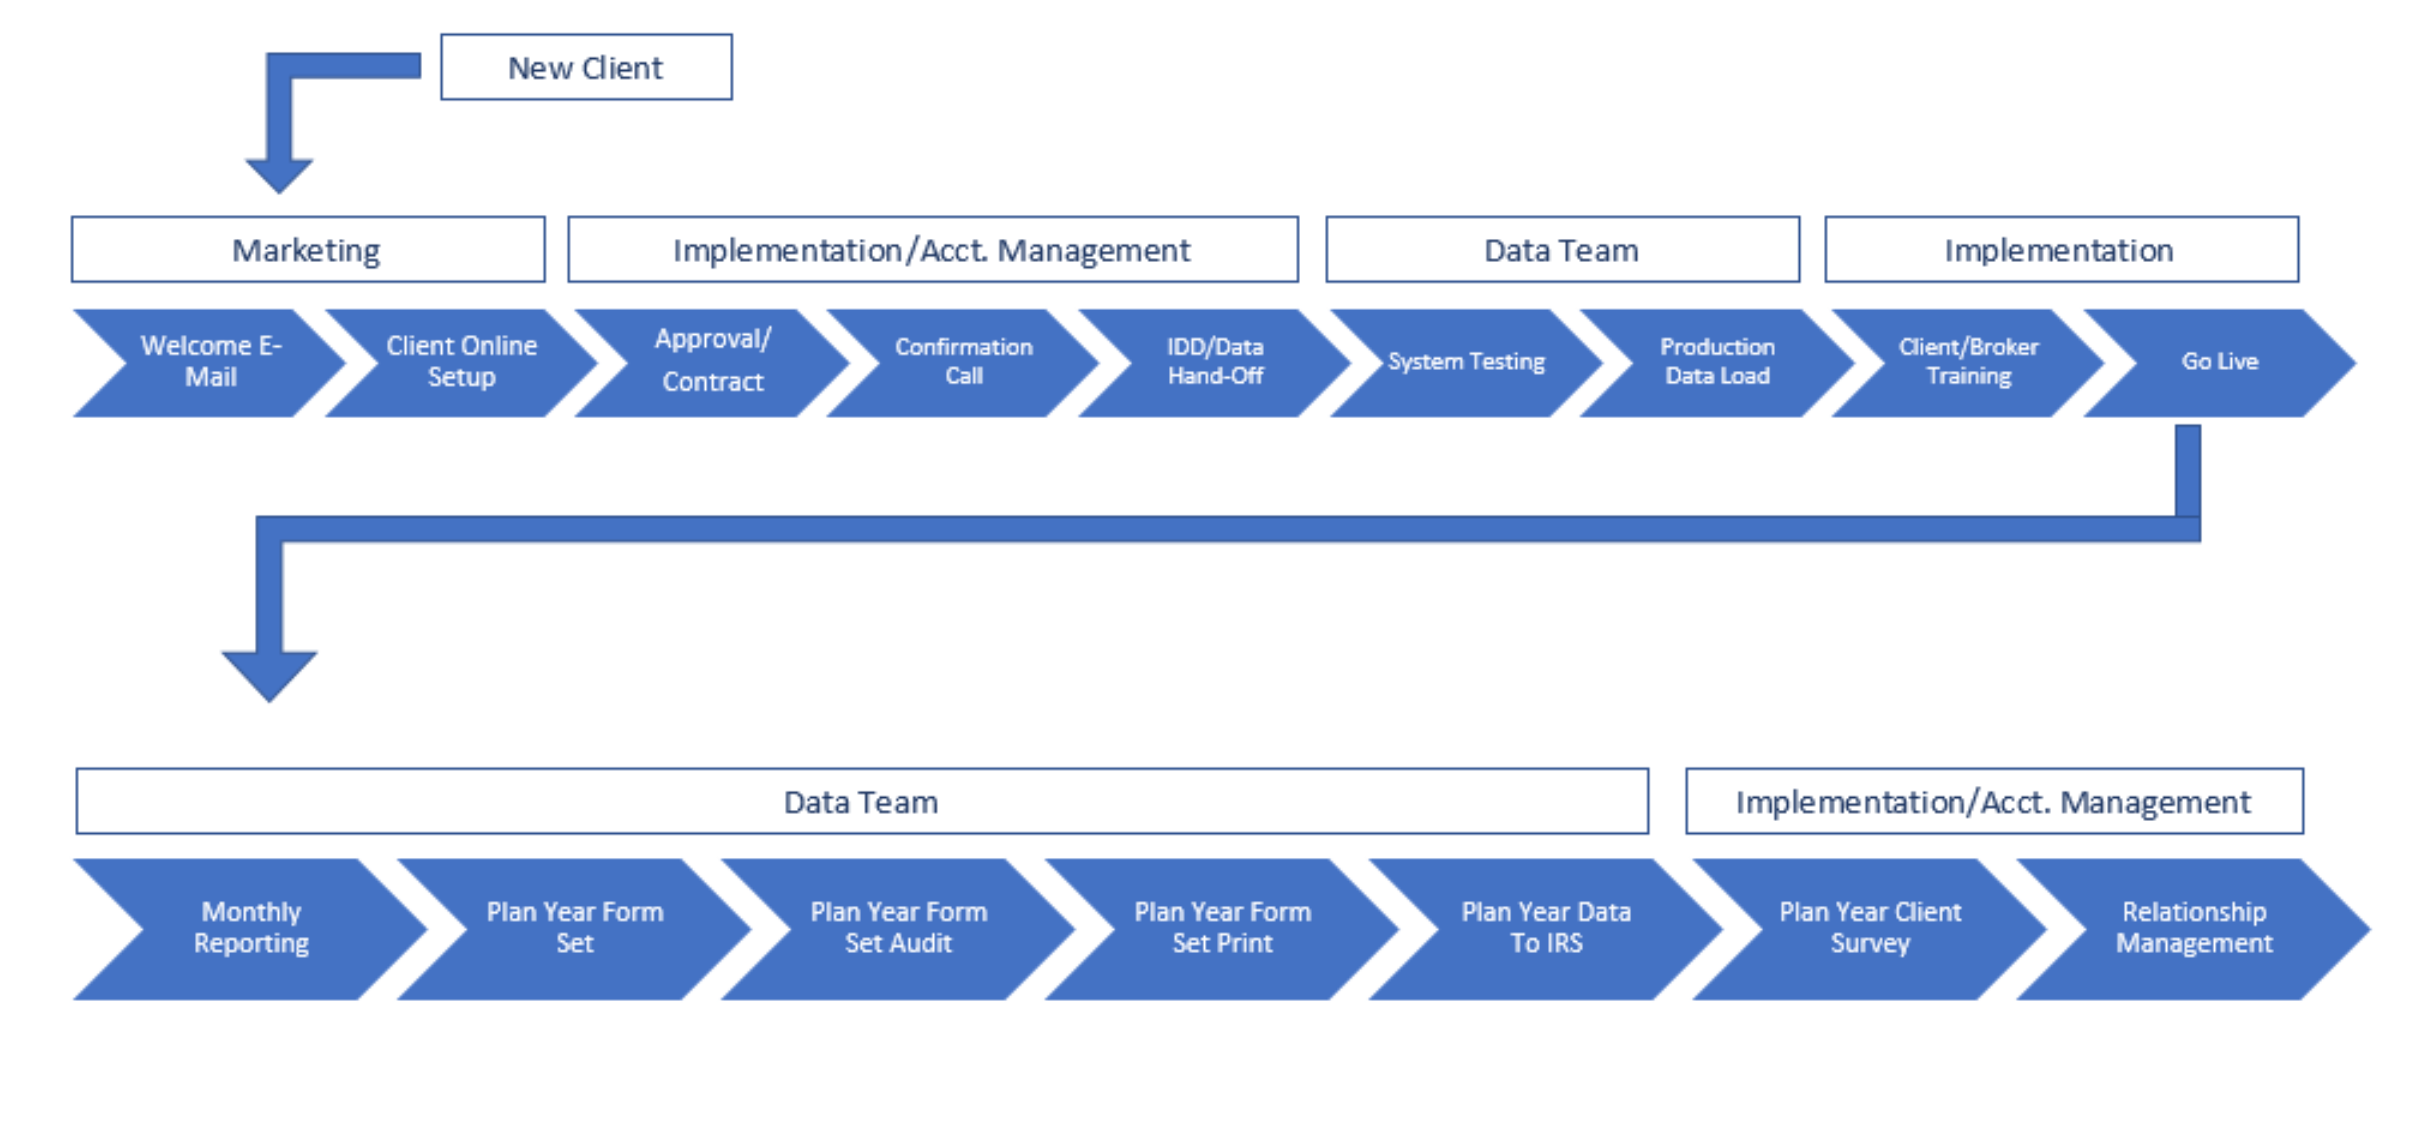 New Client
Marketing
Implementation/Acct. Management
Data Team
Implementation
Welcome E-
Mail
Client Online
Setup
Approval/
Contract
Confirmation
Call
IDD/Data
Hand-Off
System Testing
Production
Data Load
Client/Broker
Training
Go Live
Data Team
Implementation/Acct. Management
Monthly
Reporting
Plan Year Form
Set
Plan Year Form
Set Audit
Plan Year Form
Set Print
Plan Year Data
To IRS
Plan Year Client
Survey
Relationship
Management